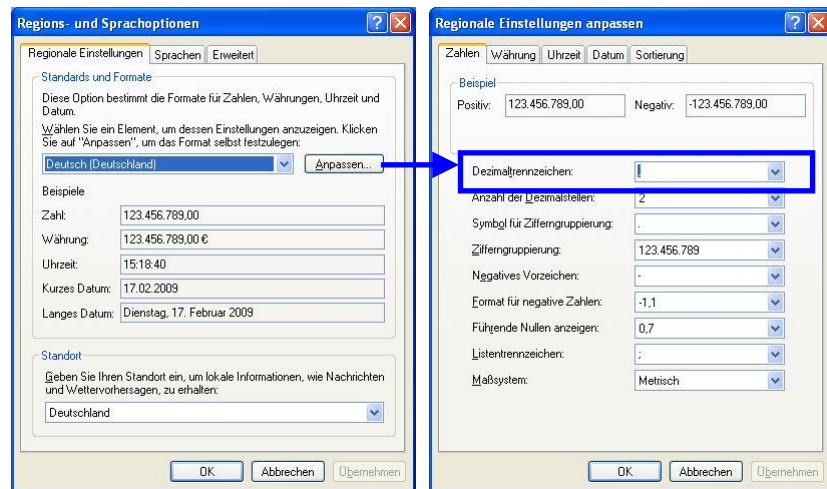 Regions- und Sprachoptionen
Regionale Einstellungen Sprachen Erweitert
Standards und Formate
Diese Option bestimmt die Formate für Zahlen, Währungen, Uhrzeit und
Datum.
Wählen Sie ein Element, um dessen Einstellungen anzuzeigen. Klicken
Sie auf "Anpassen", um das Format selbst festzulegen:
Deutsch (Deutschland) Anpassen...
Beispiele
Zahl: 123.456.789,00
Währung: 123.456.789,00 €
Uhrzeit: 15:18:40
Kurzes Datum: 17.02.2009
Langes Datum: Dienstag, 17. Februar 2009
Standort
Geben Sie Ihren Standort ein, um lokale Informationen, wie Nachrichten
und Wettervorhersagen, zu erhalten:
Deutschland
OK Abbrechen Übernehmen
Regionale Einstellungen anpassen
Zahlen Währung Uhrzeit Datum Sortierung
Beispiel
Positiv: 123.456.789,00 Negativ: -123.456.789,00
Dezimaltrennzeichen:
Anzahl der Dezimalstellen: 2
Symbol für Zifferngruppierung: .
Zifferngruppierung: 123.456.789
Negatives Vorzeichen: -
Format für negative Zahlen: -1,1
Führende Nullen anzeigen: 0,7
Listentrennzeichen: ;
Maßsystem: Metrisch
OK Abbrechen Übernehmen